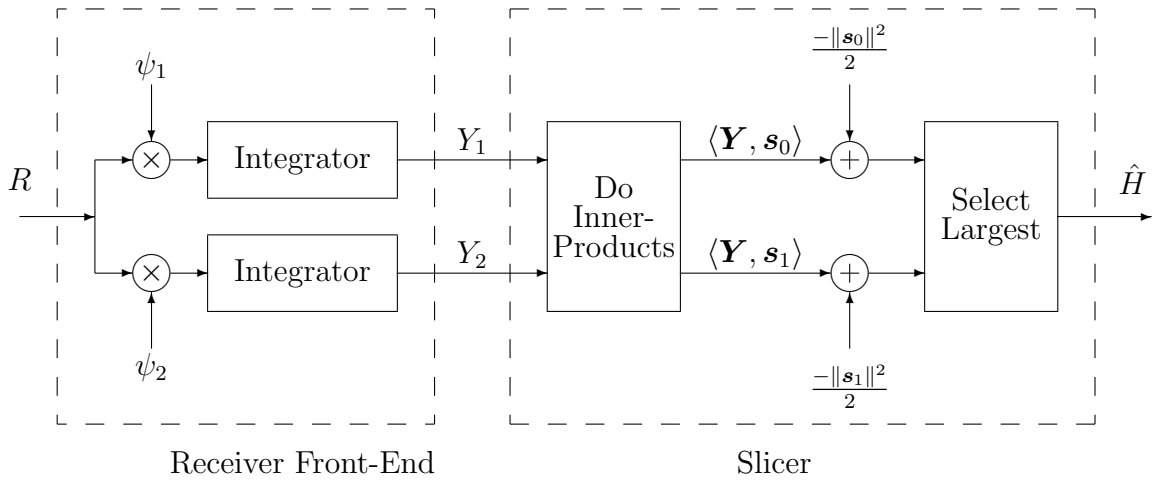 R
ψ₁
ψ₂
×
×
Integrator
Integrator
Y₁
Y₂
Do
Inner-
Products
⟨Y, s₀⟩
⟨Y, s₁⟩
-‖s₀‖²/2
+
+
-‖s₁‖²/2
Select
Largest
Ĥ
Receiver Front-End
Slicer